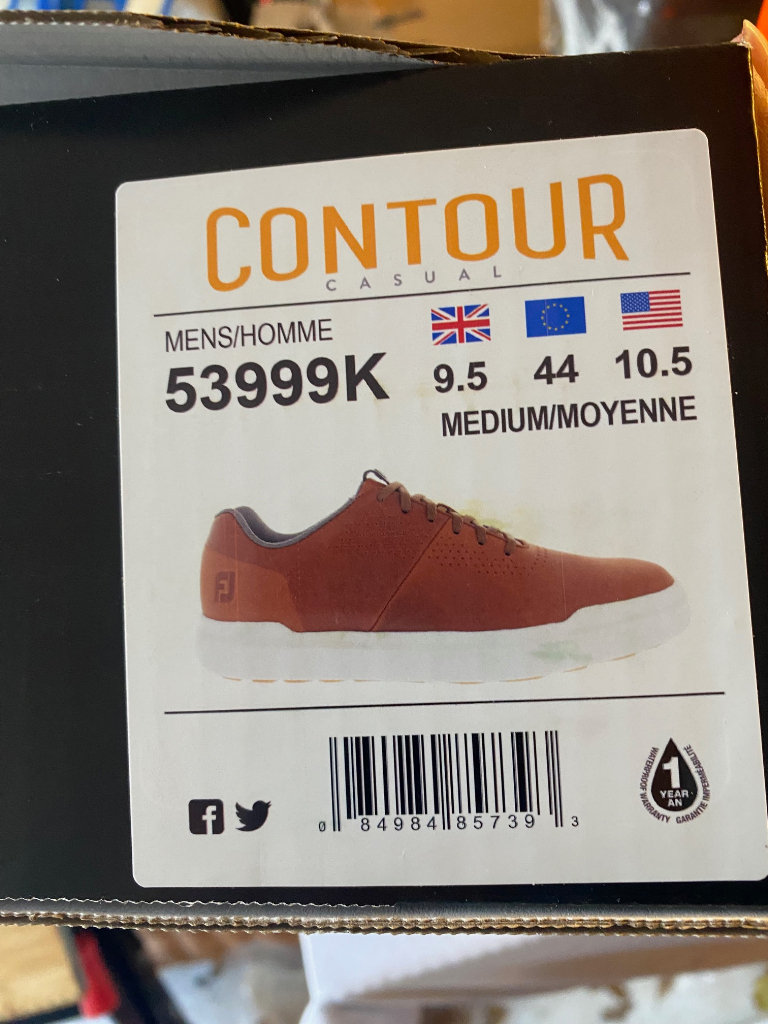 CONTOUR
CASUAL
MENS/HOMME
53999K
9.5 44 10.5
MEDIUM/MOYENNE
FJ
0 84984 85739 3
1
YEAR
AN
WATERPROOF WARRANTY GARANTIE IMPERMÉABILITÉ